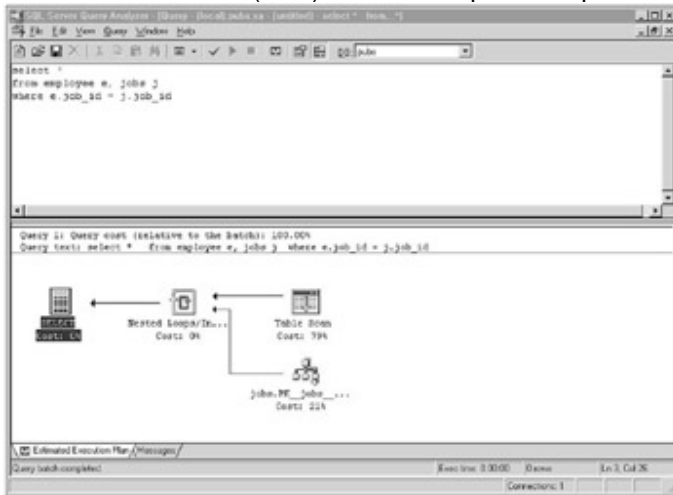 SQL Server Query Analyzer - [Query - (local).pubs.sa - (untitled) - select * from...*]
File Edit View Query Window Help
DB: pubs
select *
from employee e, jobs j
where e.job_id = j.job_id
Query 1: Query cost (relative to the batch): 100.00%
Query text: select * from employee e, jobs j where e.job_id = j.job_id
SELECT
Cost: 0%
Nested Loops/In...
Cost: 0%
Table Scan
Cost: 79%
jobs.PK__jobs__...
Cost: 21%
Estimated Execution Plan Messages
Query batch completed. Exec time: 0:00:00 0 rows Ln 3, Col 26
Connections: 1